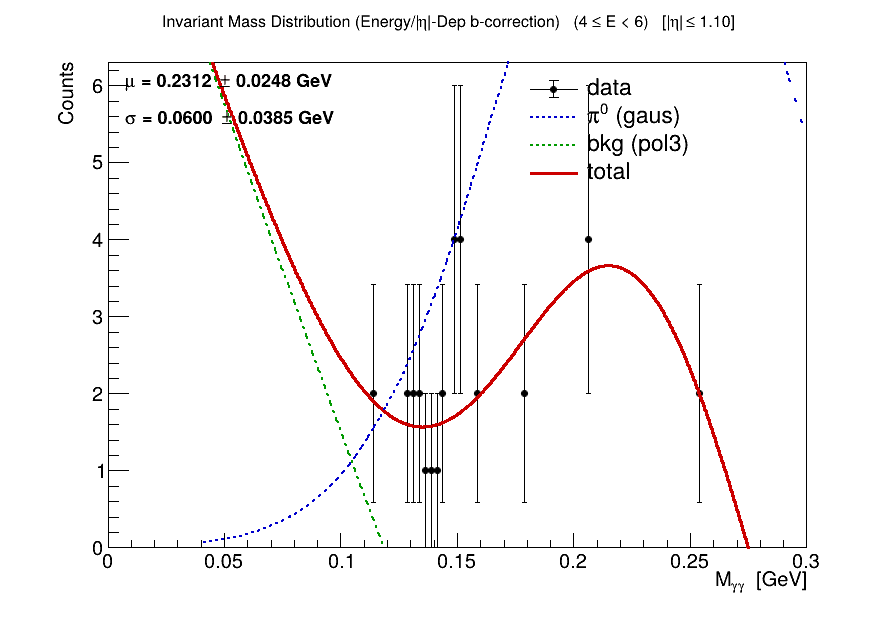 Invariant Mass Distribution (Energy/|η|-Dep b-correction) (4 ≤ E < 6) [|η| ≤ 1.10]
Counts
μ = 0.2312 ± 0.0248 GeV
σ = 0.0600 ± 0.0385 GeV
data
π⁰ (gaus)
bkg (pol3)
total
6
5
4
3
2
1
0
0 0.05 0.1 0.15 0.2 0.25 0.3
M_γγ [GeV]